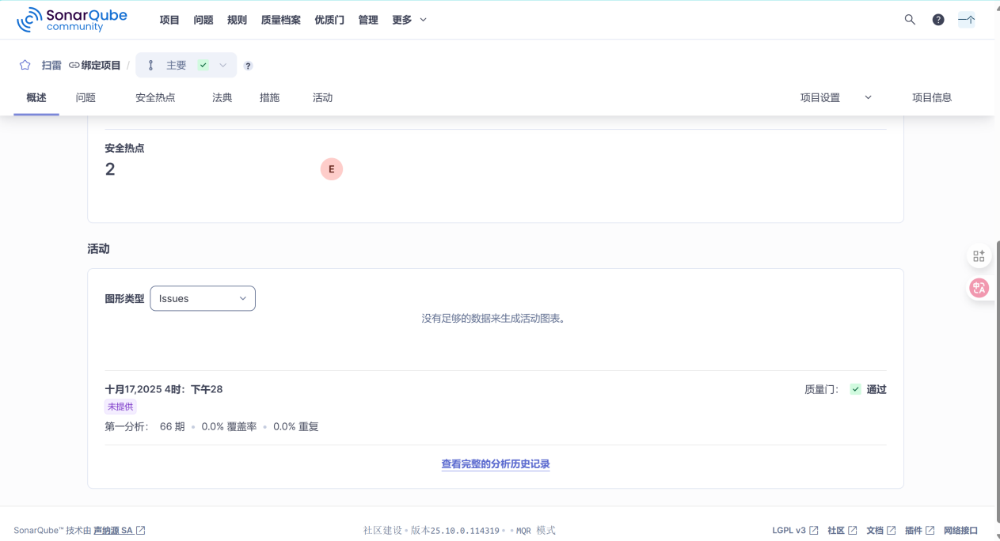 SonarQube community 项目 问题 规则 质量档案 优质门 管理 更多 一个
扫雷 绑定项目 / 主要 ?
概述 问题 安全热点 法典 措施 活动 项目设置 项目信息
安全热点
2 E
活动
图形类型 Issues
没有足够的数据来生成活动图表。
十月17,2025 4时：下午28 质量门： 通过
未提供
第一分析： 66 期 • 0.0% 覆盖率 • 0.0% 重复
查看完整的分析历史记录
SonarQube™ 技术由 声纳源 SA 社区建设 • 版本25.10.0.114319 • • MQR 模式 LGPL v3 社区 文档 插件 网络接口